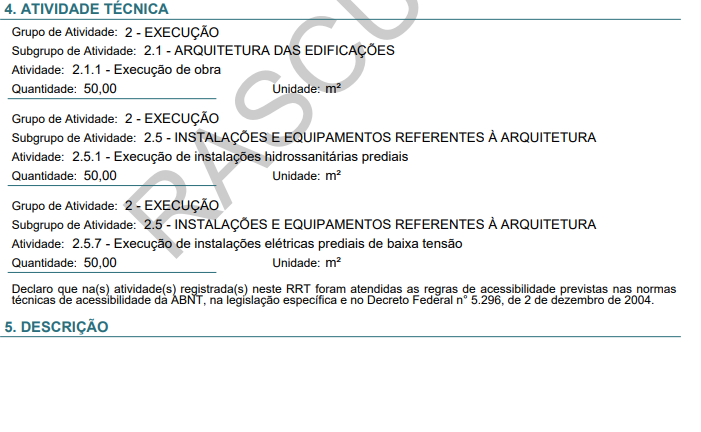 4. ATIVIDADE TÉCNICA
Grupo de Atividade: 2 - EXECUÇÃO
Subgrupo de Atividade: 2.1 - ARQUITETURA DAS EDIFICAÇÕES
Atividade: 2.1.1 - Execução de obra
Quantidade: 50,00 Unidade: m²
Grupo de Atividade: 2 - EXECUÇÃO
Subgrupo de Atividade: 2.5 - INSTALAÇÕES E EQUIPAMENTOS REFERENTES À ARQUITETURA
Atividade: 2.5.1 - Execução de instalações hidrossanitárias prediais
Quantidade: 50,00 Unidade: m²
Grupo de Atividade: 2 - EXECUÇÃO
Subgrupo de Atividade: 2.5 - INSTALAÇÕES E EQUIPAMENTOS REFERENTES À ARQUITETURA
Atividade: 2.5.7 - Execução de instalações elétricas prediais de baixa tensão
Quantidade: 50,00 Unidade: m²
Declaro que na(s) atividade(s) registrada(s) neste RRT foram atendidas as regras de acessibilidade previstas nas normas
técnicas de acessibilidade da ABNT, na legislação específica e no Decreto Federal n° 5.296, de 2 de dezembro de 2004.
5. DESCRIÇÃO
RASCU